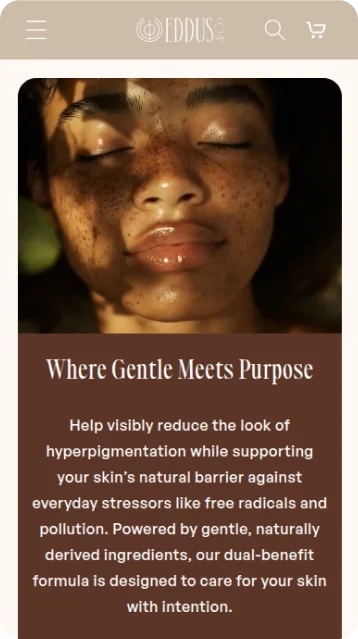 EDDUS
Where Gentle Meets Purpose
Help visibly reduce the look of
hyperpigmentation while supporting
your skin’s natural barrier against
everyday stressors like free radicals and
pollution. Powered by gentle, naturally
derived ingredients, our dual-benefit
formula is designed to care for your skin
with intention.